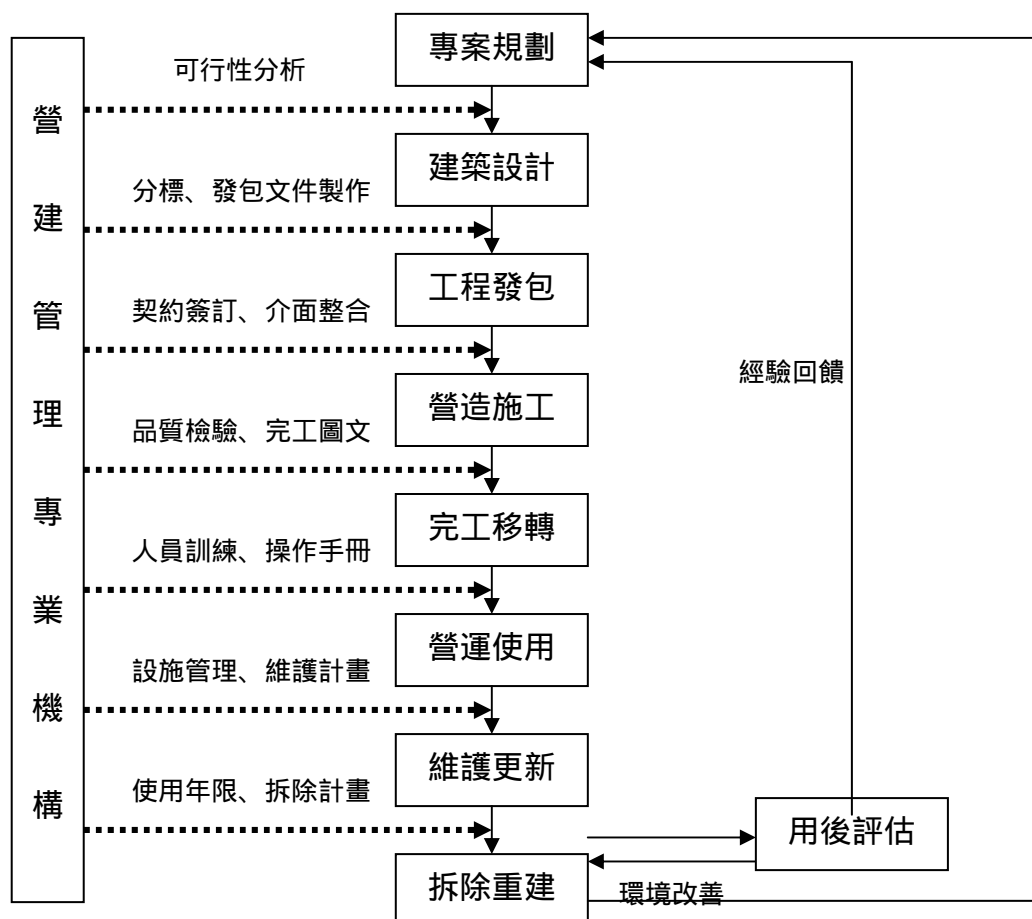 營建管理專業機構
專案規劃
可行性分析
建築設計
分標、發包文件製作
工程發包
契約簽訂、介面整合
營造施工
品質檢驗、完工圖文
完工移轉
人員訓練、操作手冊
營運使用
設施管理、維護計畫
維護更新
使用年限、拆除計畫
拆除重建
經驗回饋
用後評估
環境改善